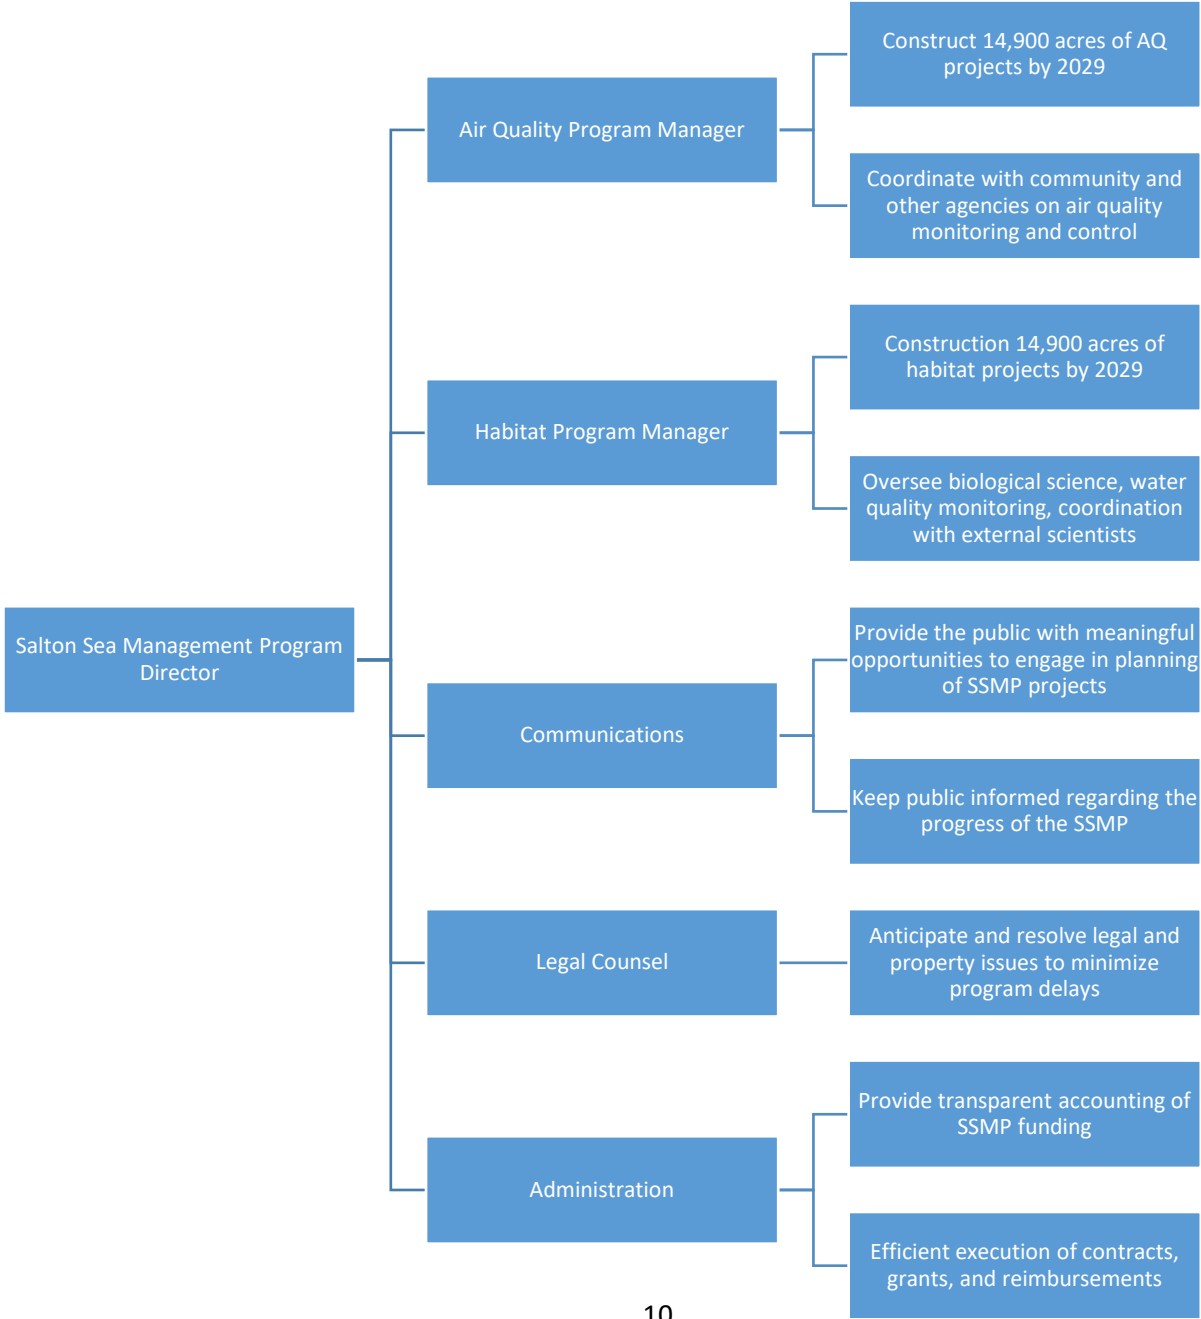 Salton Sea Management Program
Director
Air Quality Program Manager
Construct 14,900 acres of AQ
projects by 2029
Coordinate with community and
other agencies on air quality
monitoring and control
Habitat Program Manager
Construction 14,900 acres of
habitat projects by 2029
Oversee biological science, water
quality monitoring, coordination
with external scientists
Communications
Provide the public with meaningful
opportunities to engage in planning
of SSMP projects
Keep public informed regarding the
progress of the SSMP
Legal Counsel
Anticipate and resolve legal and
property issues to minimize
program delays
Administration
Provide transparent accounting of
SSMP funding
Efficient execution of contracts,
grants, and reimbursements
10